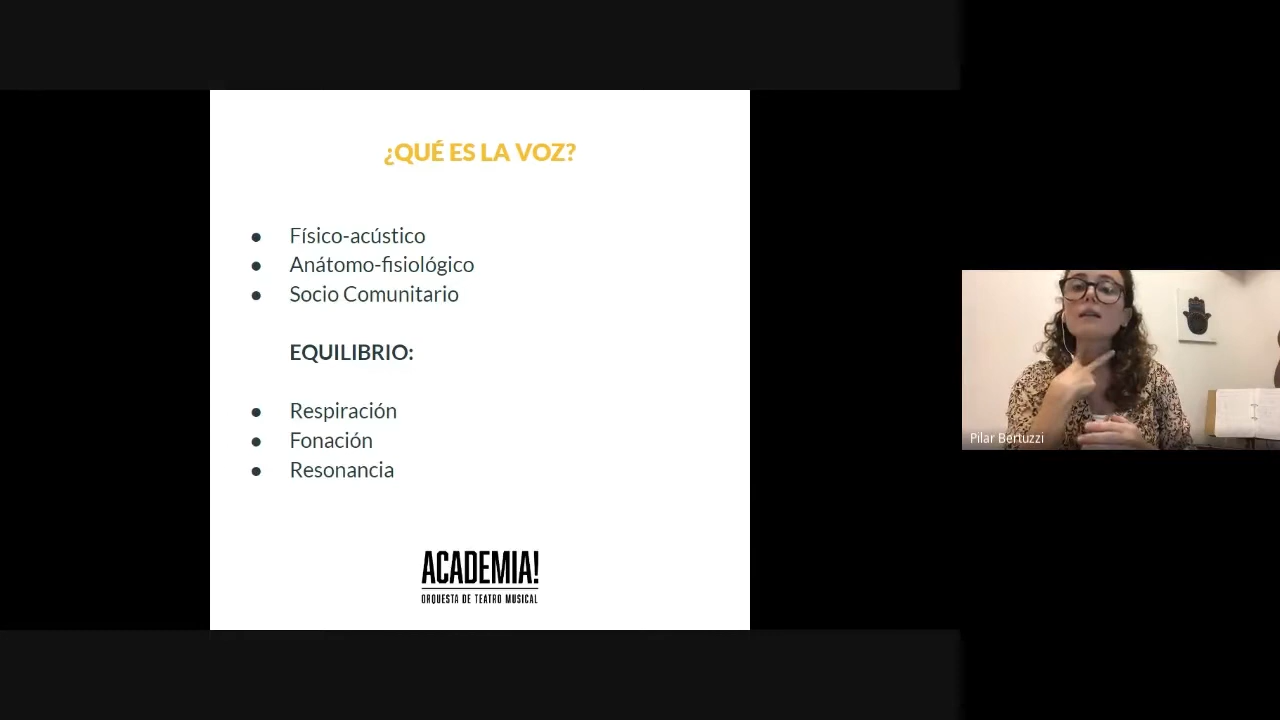 ¿QUÉ ES LA VOZ?
● Físico-acústico
● Anátomo-fisiológico
● Socio Comunitario
EQUILIBRIO:
● Respiración
● Fonación
● Resonancia
ACADEMIA!
ORQUESTA DE TEATRO MUSICAL
Pilar Bertuzzi